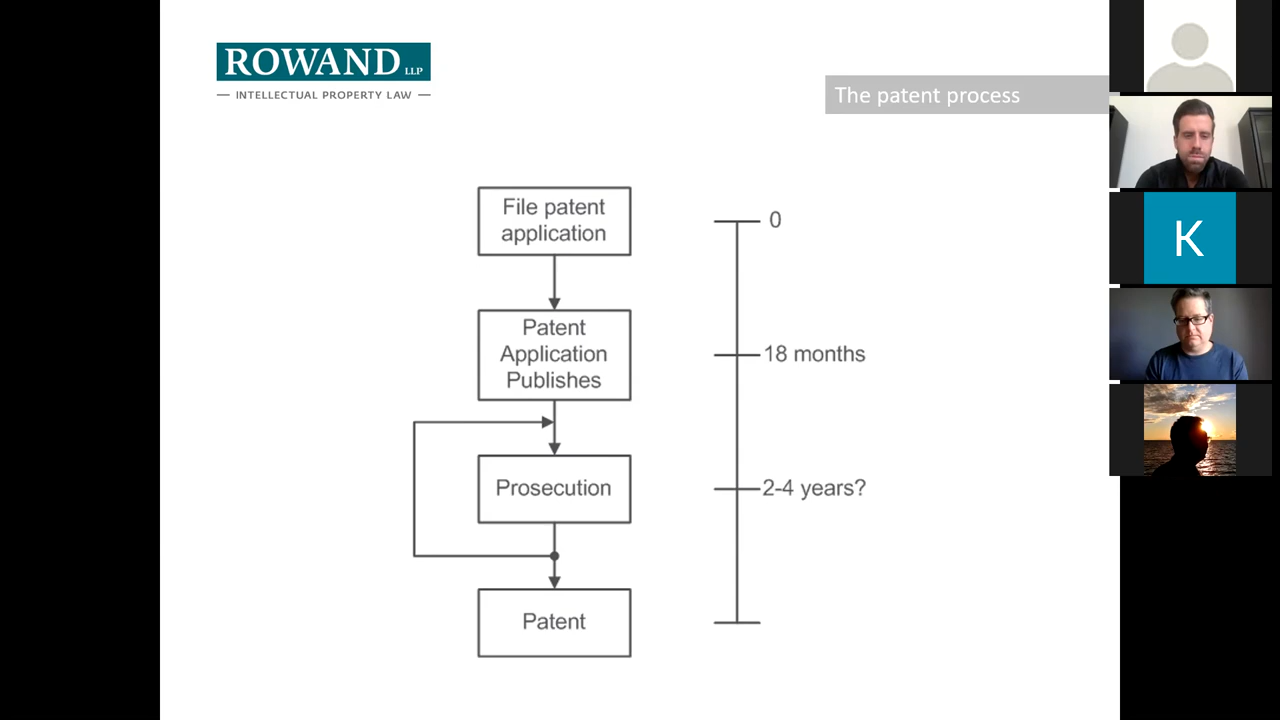 ROWAND LLP
INTELLECTUAL PROPERTY LAW
The patent process
File patent
application
0
Patent
Application
Publishes
18 months
Prosecution
2-4 years?
Patent
K